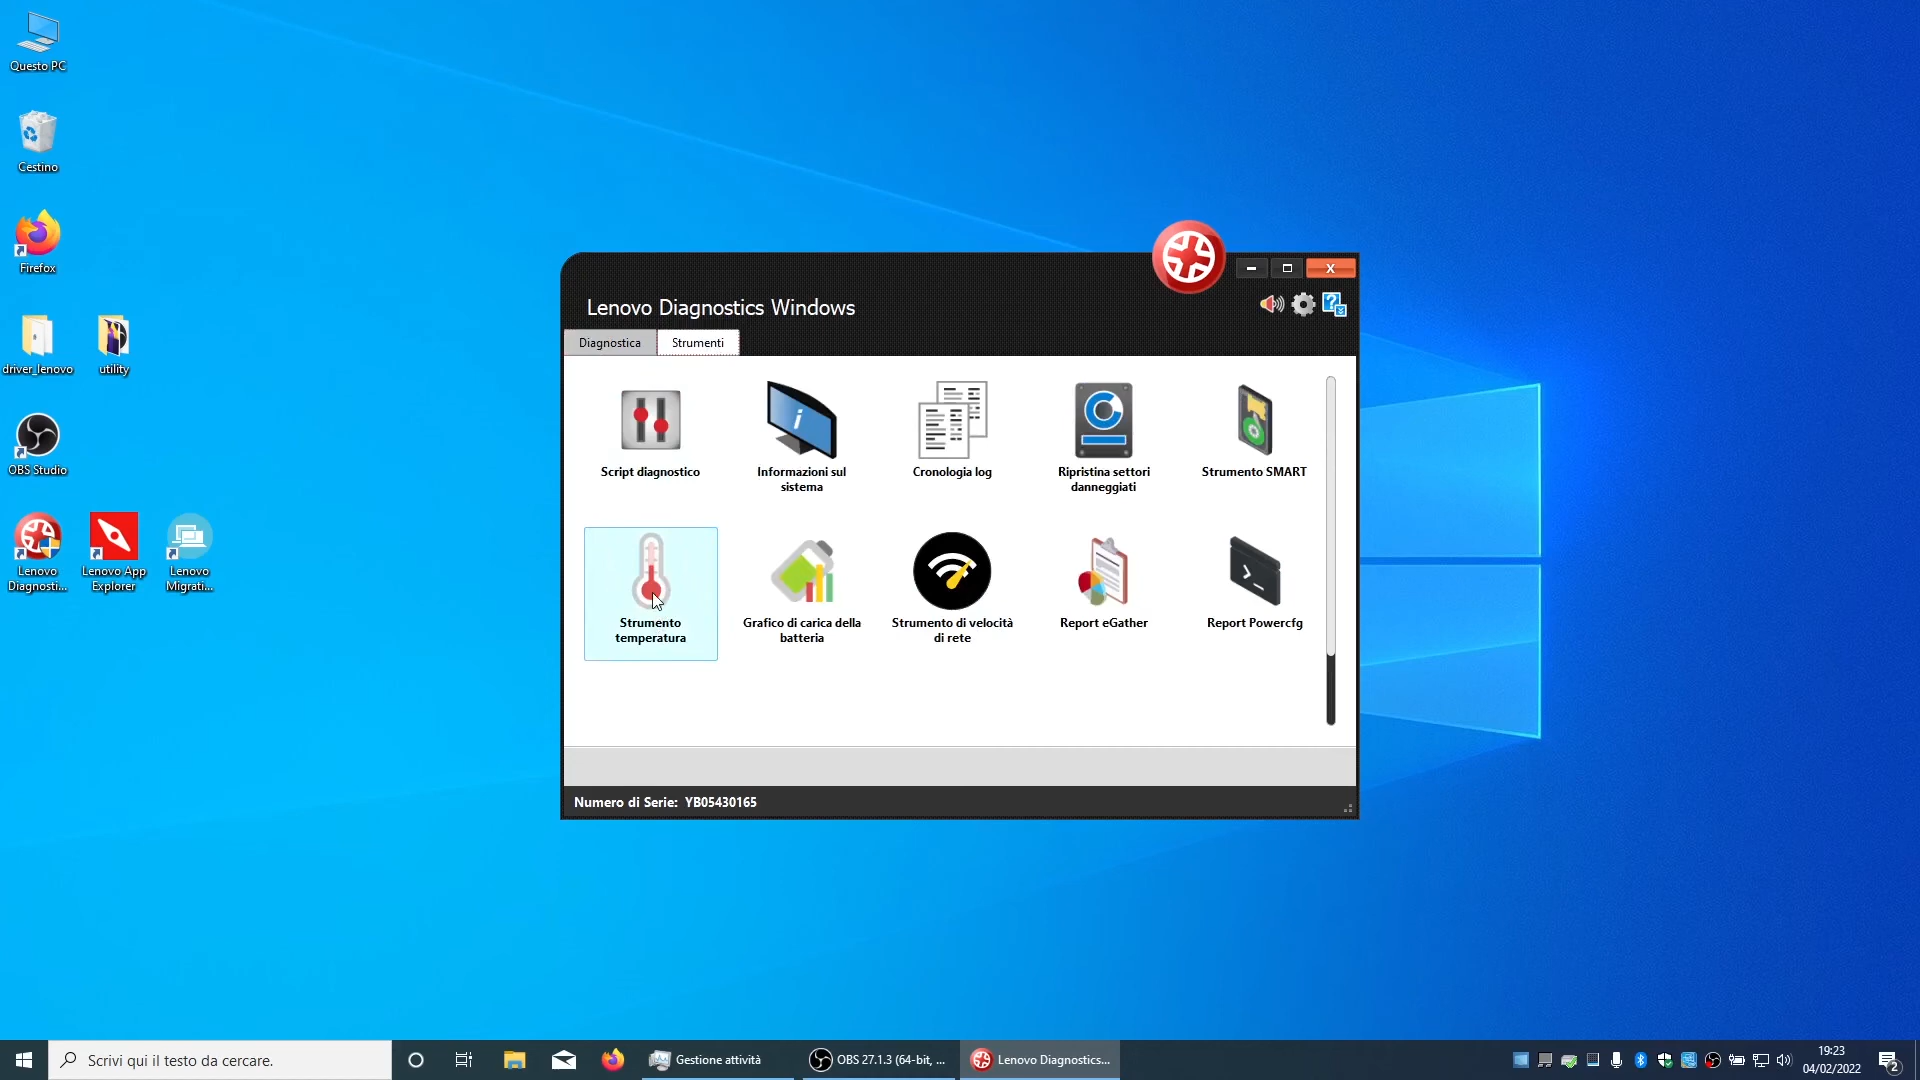 Questo PC
Cestino
Firefox
driver_lenovo
utility
OBS Studio
Lenovo
Diagnosti...
Lenovo App
Explorer
Lenovo
Migrati...
Lenovo Diagnostics Windows
Diagnostica
Strumenti
Script diagnostico
Informazioni sul
sistema
Cronologia log
Ripristina settori
danneggiati
Strumento SMART
Strumento
temperatura
Grafico di carica della
batteria
Strumento di velocità
di rete
Report eGather
Report Powercfg
Numero di Serie: YB05430165
Scrivi qui il testo da cercare.
Gestione attività
OBS 27.1.3 (64-bit, ...
Lenovo Diagnostics...
19:23
04/02/2022
2